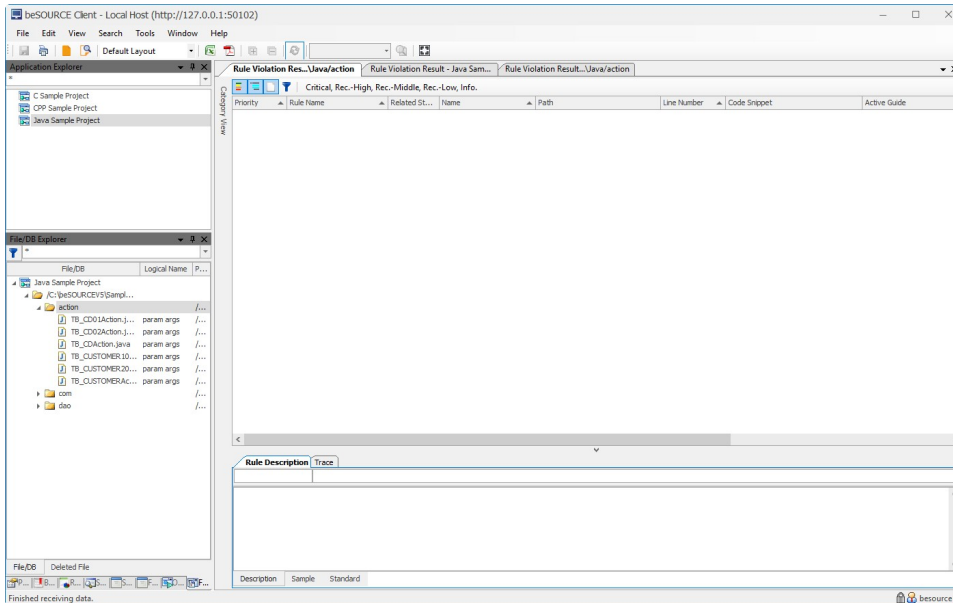 beSOURCE Client - Local Host (http://127.0.0.1:50102)
File Edit View Search Tools Window Help
Default Layout
Application Explorer
*
C Sample Project
CPP Sample Project
Java Sample Project
File/DB Explorer
*
File/DB Logical Name P...
Java Sample Project
/C:\beSOURCEV5\Sampl...
action /...
TB_CD01Action.j... param args /...
TB_CD02Action.j... param args /...
TB_CDAction.java param args /...
TB_CUSTOMER10... param args /...
TB_CUSTOMER20... param args /...
TB_CUSTOMERAc... param args /...
com /...
dao /...
File/DB Deleted File
P... B... R... S... S... F... D... F...
Finished receiving data.
Category View
Rule Violation Res...\Java/action Rule Violation Result - Java Sam... Rule Violation Result...\Java/action
Critical, Rec.-High, Rec.-Middle, Rec.-Low, Info.
Priority Rule Name Related St... Name Path Line Number Code Snippet Active Guide
Rule Description Trace
Description Sample Standard
besource